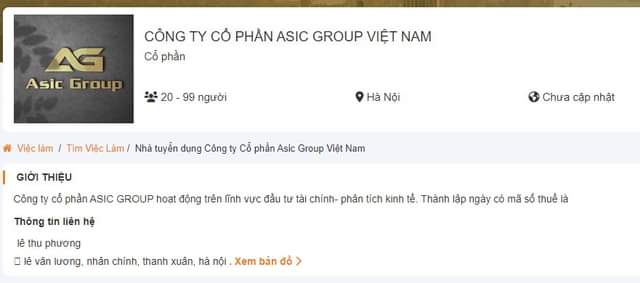 AG
Asic Group
CÔNG TY CỔ PHẦN ASIC GROUP VIỆT NAM
Cổ phần
20 - 99 người
Hà Nội
Chưa cập nhật
Việc làm / Tìm Việc Làm / Nhà tuyển dụng Công ty Cổ phần Asic Group Việt Nam
GIỚI THIỆU
Công ty cổ phần ASIC GROUP hoạt động trên lĩnh vực đầu tư tài chính- phân tích kinh tế. Thành lập ngày có mã số thuế là
Thông tin liên hệ
lê thu phương
lê văn lương, nhân chính, thanh xuân, hà nội . Xem bản đồ